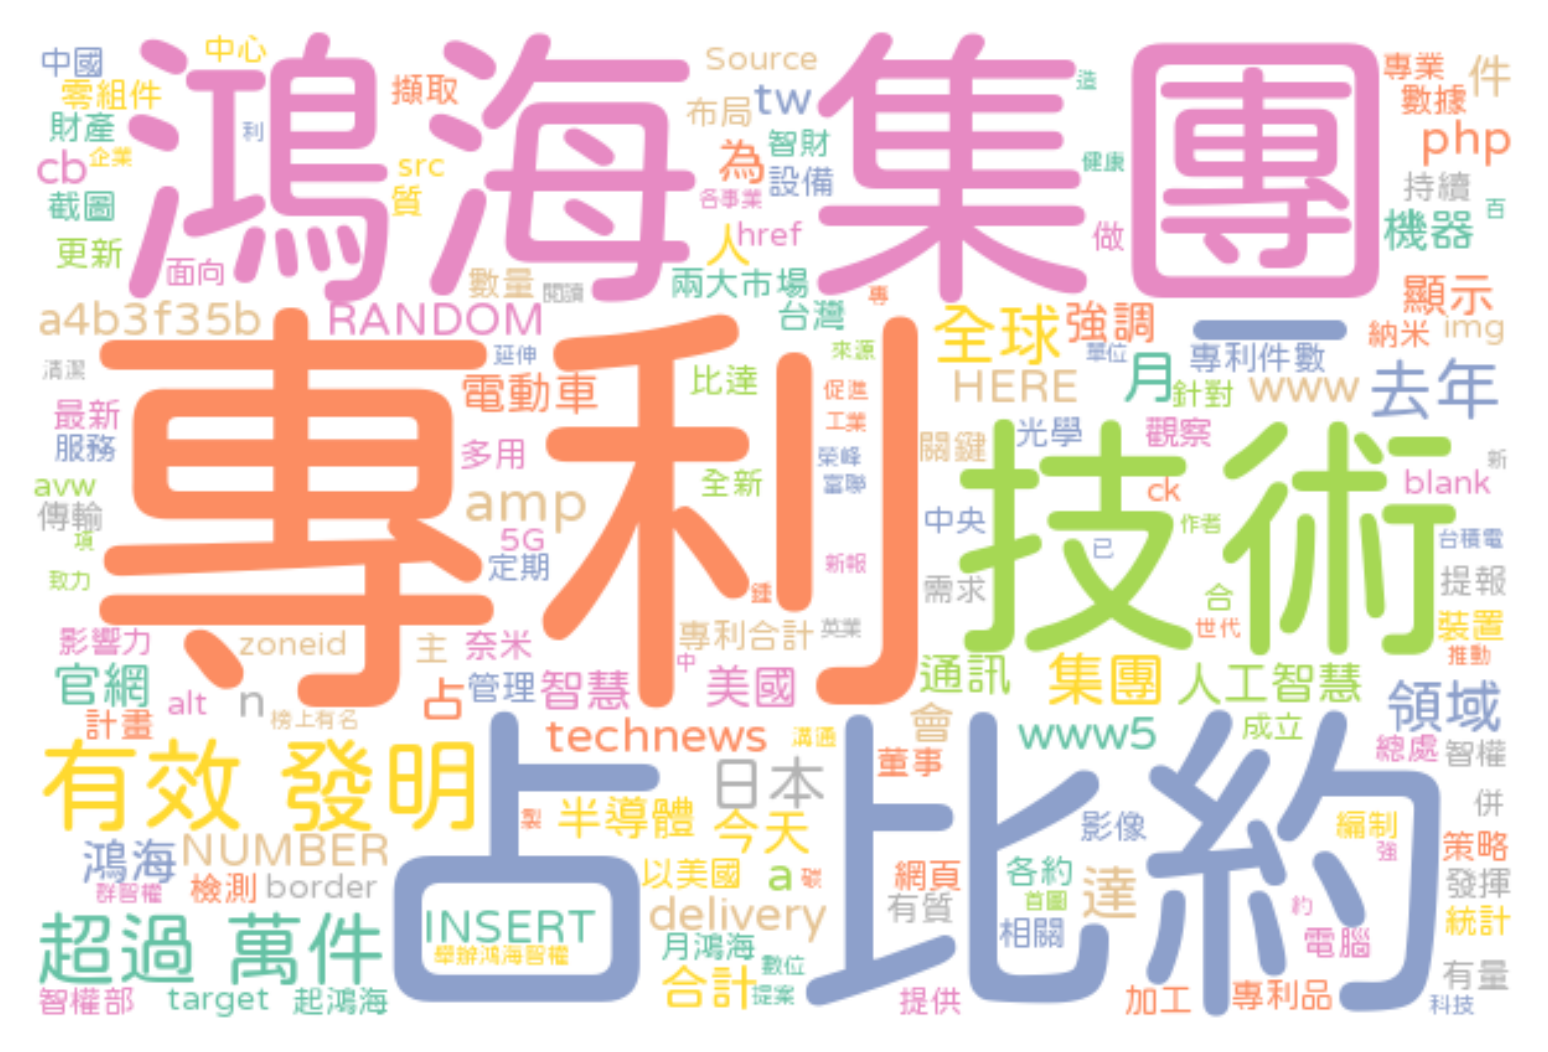 中國
中心
鴻海集團
Source
專業
件
零組件
擷取
布局
tw
造
數據
財產
利
智財
php
cb
企業
src
為
設備
健康
持續
截圖
質
各事業
百
更新
面向
人
href
做
機器
數量
閱讀
兩大市場
專
顯示
a4b3f35b
RANDOM
台灣
全球
強調
一
納米
img
清潔
延伸
來源
單位
專利件數
專利
電動車
比達
促進
HERE
月
針對
www
去年
最新
工業
服務
多用
榮峰
關鍵
光學
觀察
技術
新
avw
全新
富聯
ck
blank
傳輸
amp
中央
作者
項
5G
已
台積電
致力
定期
新報
需求
提報
鍾
合
影響力
zoneid
主
奈米
專利合計
英業
世代
裝置
中
推動
官網
n
占
管理
智慧
美國
通訊
集團
人工智慧
領域
alt
計畫
榜上有名
technews
溝通
會
www5
成立
總處
智權
有效 發明
占比約
日本
董事
併
製
半導體
今天
影像
編制
強
策略
鴻海
NUMBER
以美國
a
碳
網頁
各約
達
發揮
群智權
檢測
border
有質
首圖
約
統計
超過 萬件
INSERT
delivery
相關
電腦
舉辦鴻海智權
月鴻海
數位
有量
智權部
target
起鴻海
合計
提案
提供
加工
專利品
科技